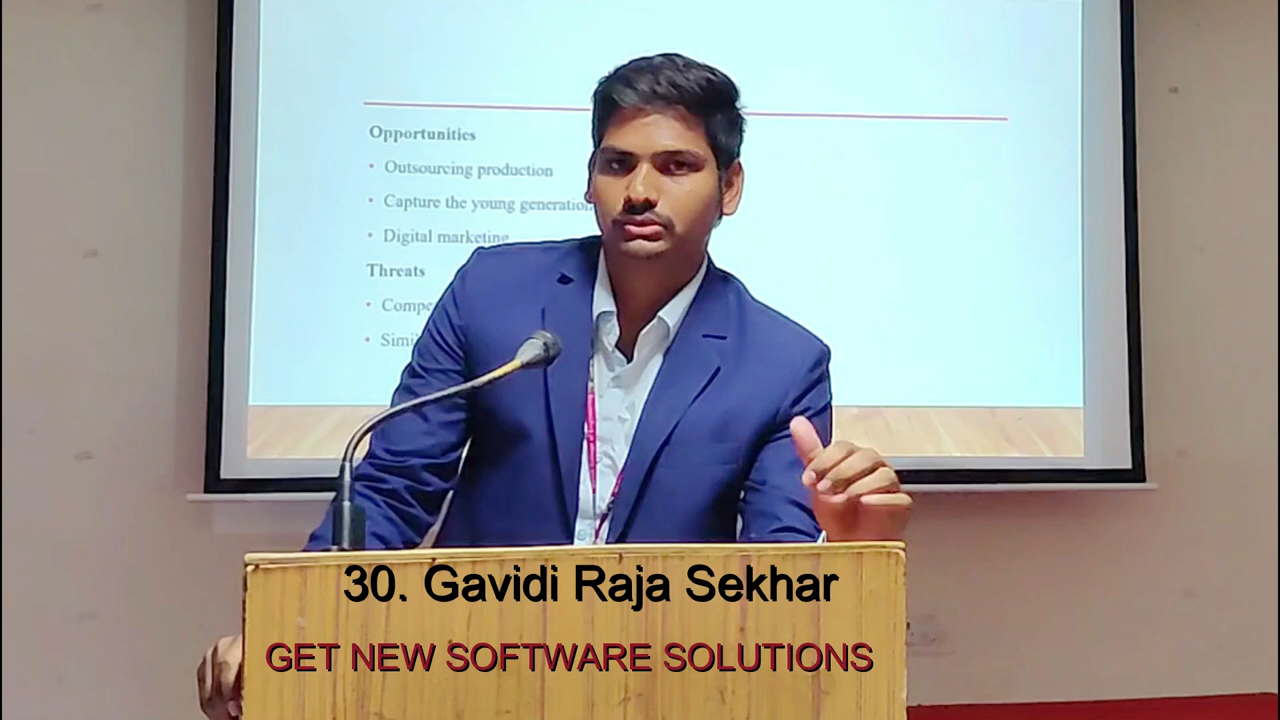 Opportunities
• Outsourcing production
• Capture the young generation
• Digital marketing
Threats
30. Gavidi Raja Sekhar
GET NEW SOFTWARE SOLUTIONS